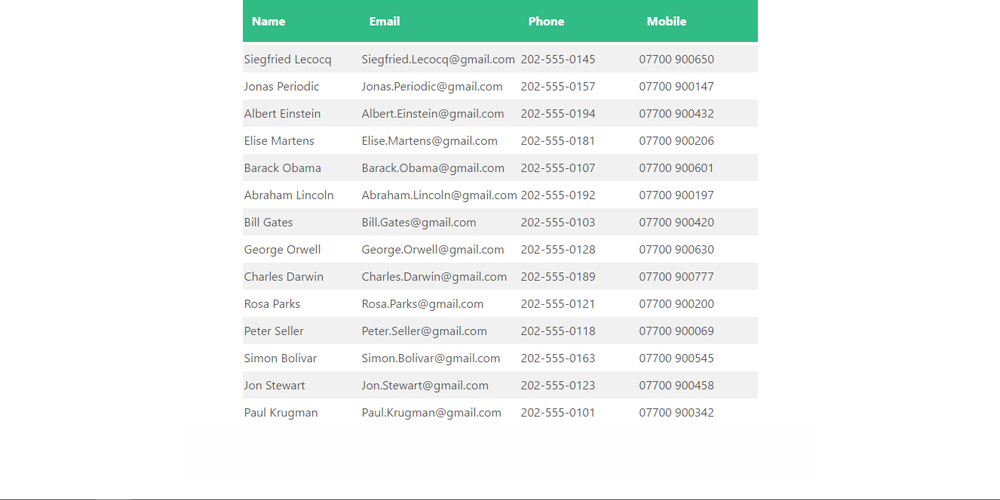 Name Email Phone Mobile
Siegfried Lecocq Siegfried.Lecocq@gmail.com 202-555-0145 07700 900650
Jonas Periodic Jonas.Periodic@gmail.com 202-555-0157 07700 900147
Albert Einstein Albert.Einstein@gmail.com 202-555-0194 07700 900432
Elise Martens Elise.Martens@gmail.com 202-555-0181 07700 900206
Barack Obama Barack.Obama@gmail.com 202-555-0107 07700 900601
Abraham Lincoln Abraham.Lincoln@gmail.com 202-555-0192 07700 900197
Bill Gates Bill.Gates@gmail.com 202-555-0103 07700 900420
George Orwell George.Orwell@gmail.com 202-555-0128 07700 900630
Charles Darwin Charles.Darwin@gmail.com 202-555-0189 07700 900777
Rosa Parks Rosa.Parks@gmail.com 202-555-0121 07700 900200
Peter Seller Peter.Seller@gmail.com 202-555-0118 07700 900069
Simon Bolivar Simon.Bolivar@gmail.com 202-555-0163 07700 900545
Jon Stewart Jon.Stewart@gmail.com 202-555-0123 07700 900458
Paul Krugman Paul.Krugman@gmail.com 202-555-0101 07700 900342